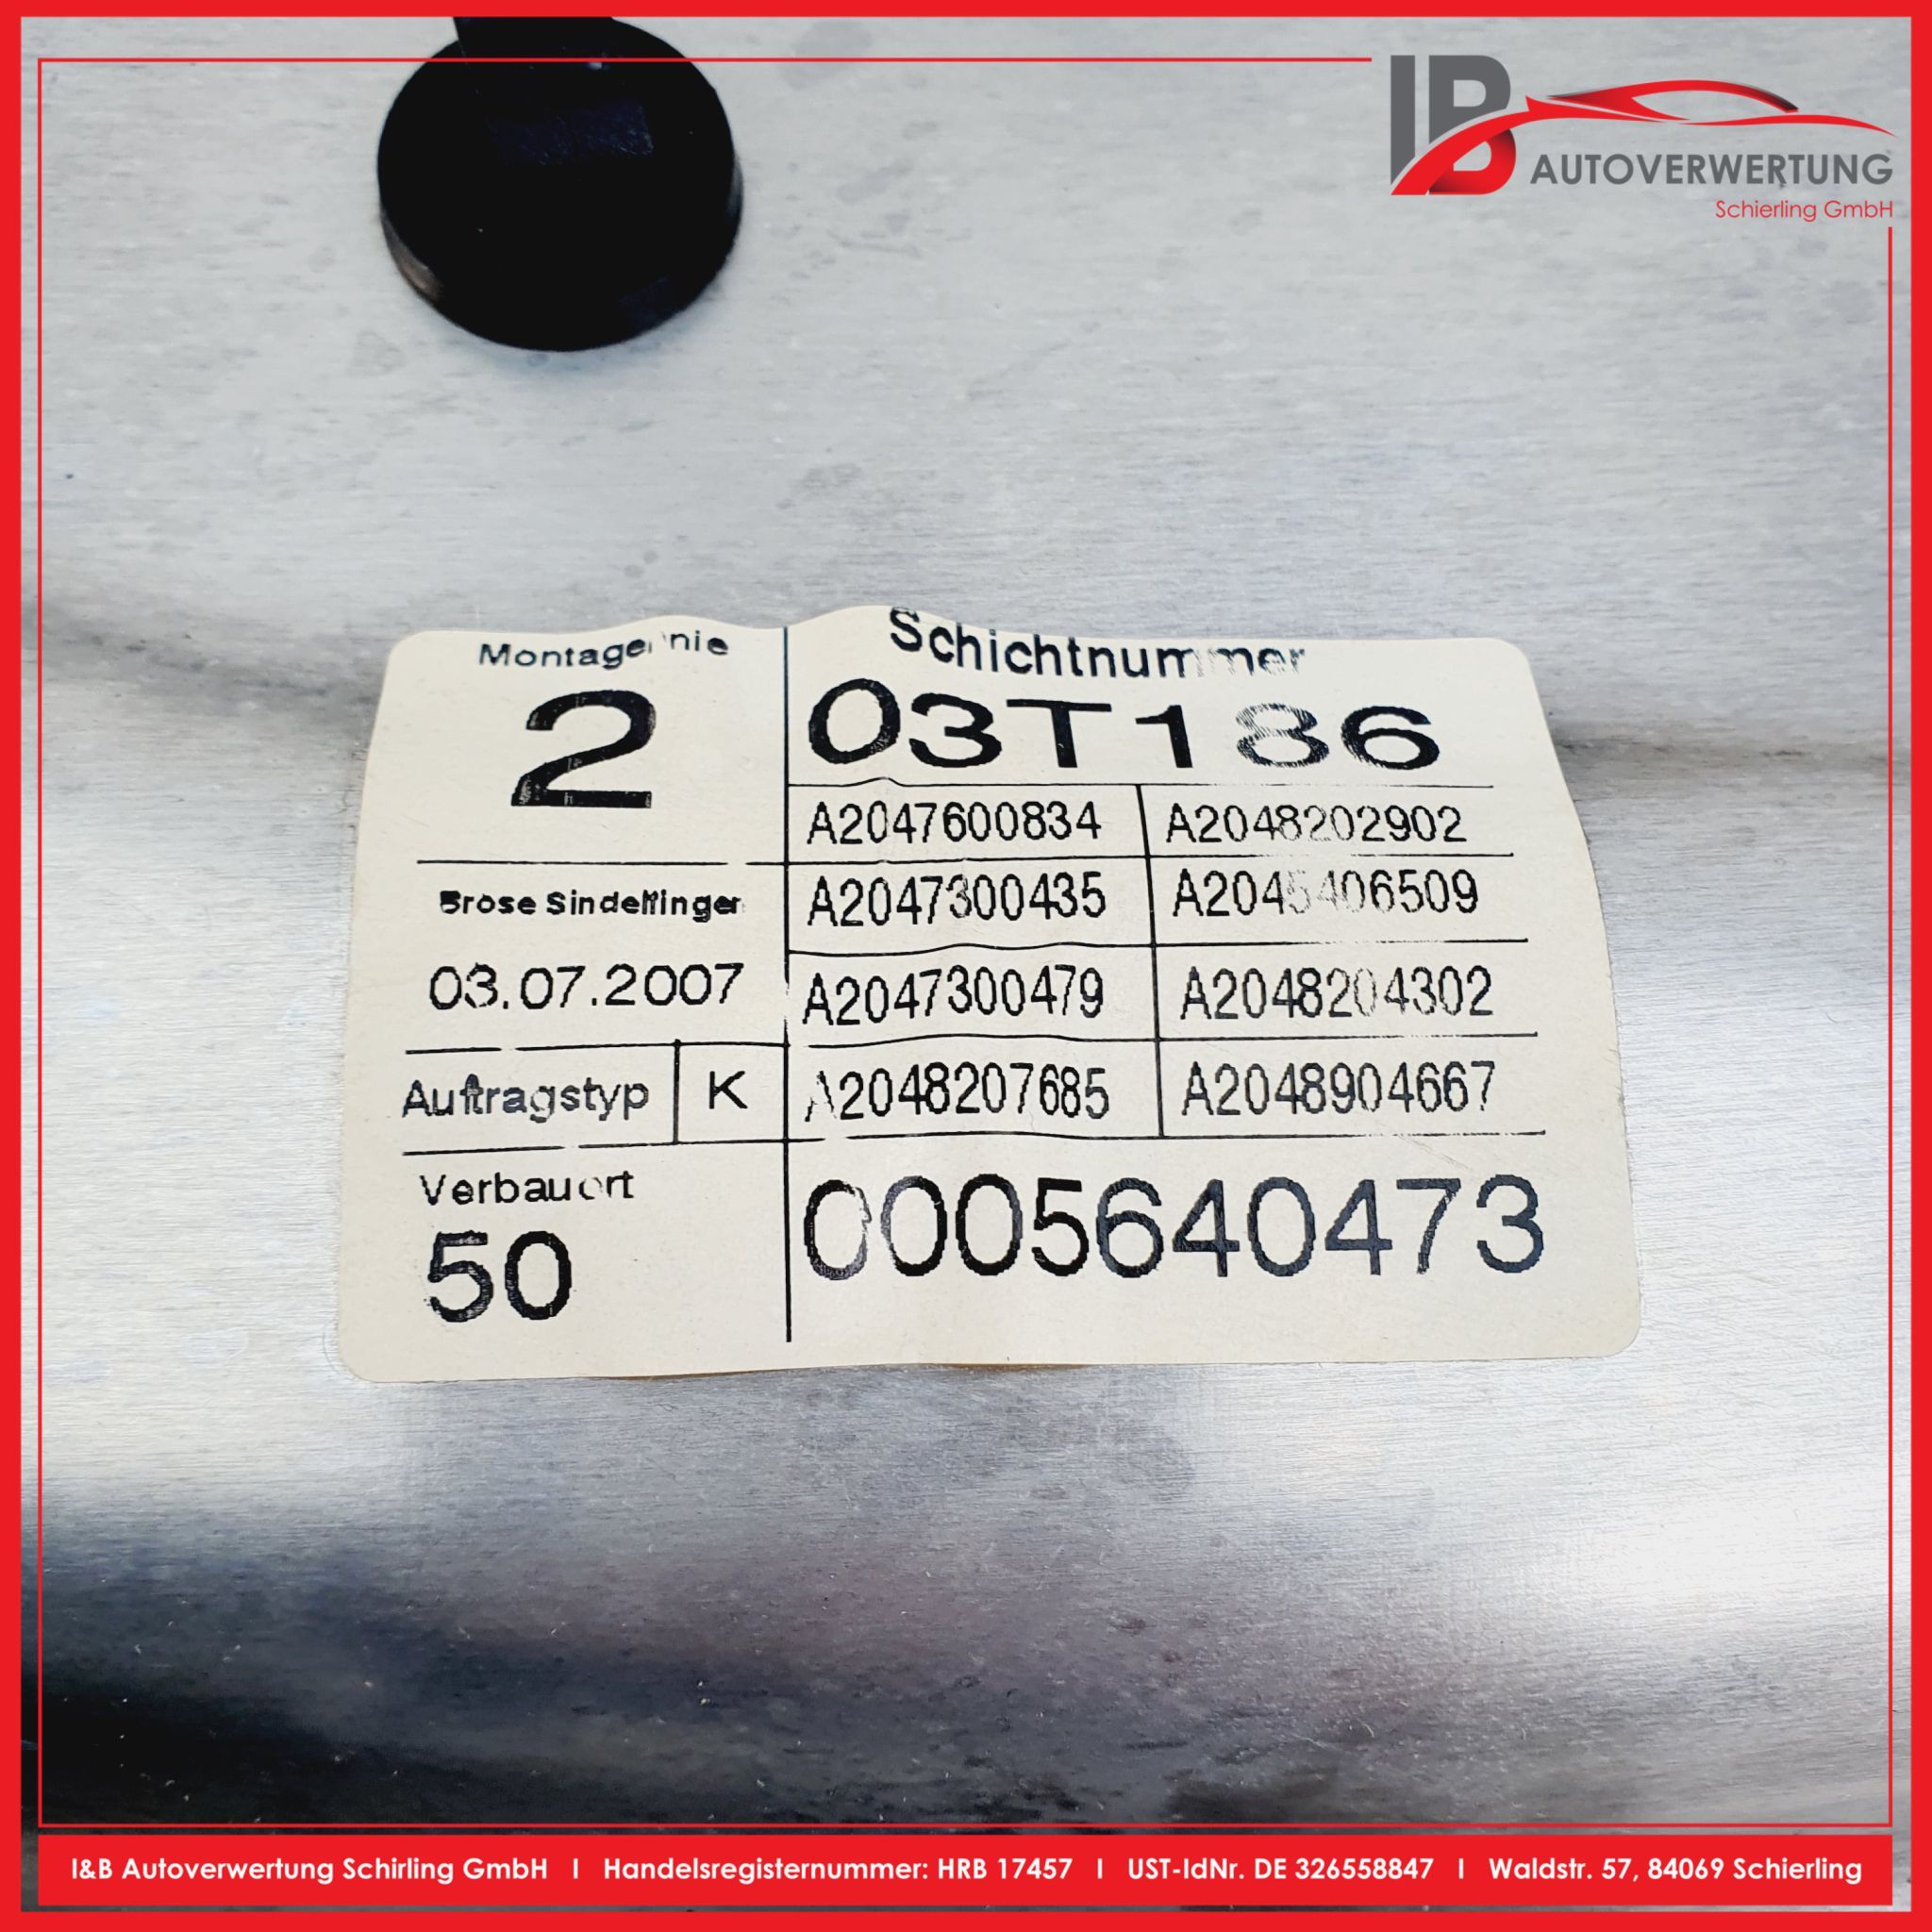 IB
AUTOVERWERTUNG
Schierling GmbH
Montagelinie
Schichtnummer
2
03T186
A2047600834 A2048202902
Brose Sindelfingen
A2047300435 A2045406509
03.07.2007
A2047300479 A2048204302
Auftragstyp K
A2048207685 A2048904667
Verbauort
50
0005640473
I&B Autoverwertung Schirling GmbH I Handelsregisternummer: HRB 17457 I UST-IdNr. DE 326558847 I Waldstr. 57, 84069 Schierling